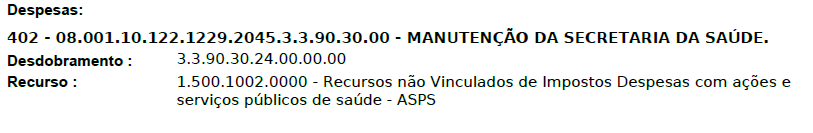 Despesas:
402 - 08.001.10.122.1229.2045.3.3.90.30.00 - MANUTENÇÃO DA SECRETARIA DA SAÚDE.
Desdobramento : 3.3.90.30.24.00.00.00
Recurso : 1.500.1002.0000 - Recursos não Vinculados de Impostos Despesas com ações e
serviços públicos de saúde - ASPS